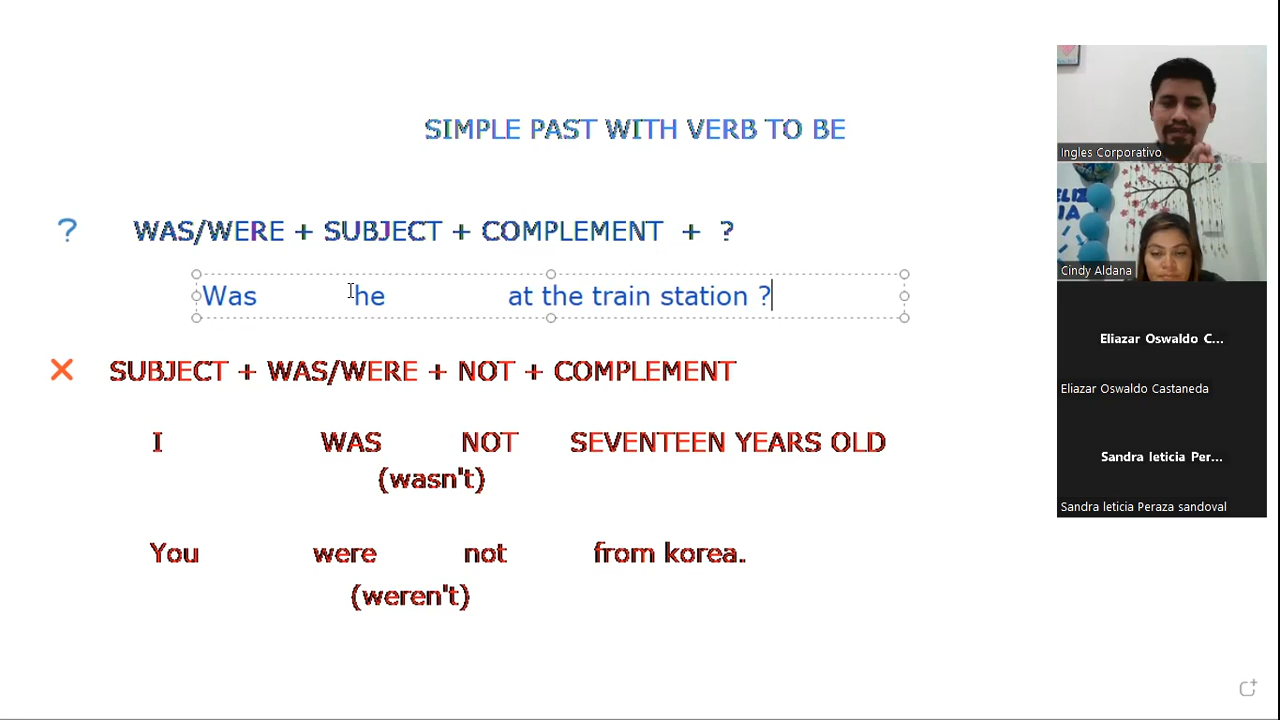 SIMPLE PAST WITH VERB TO BE
? WAS/WERE + SUBJECT + COMPLEMENT + ?
Was he at the train station ?
SUBJECT + WAS/WERE + NOT + COMPLEMENT
I WAS NOT SEVENTEEN YEARS OLD
(wasn't)
You were not from korea.
(weren't)
Ingles Corporativo
Cindy Aldana
Eliazar Oswaldo C...
Eliazar Oswaldo Castaneda
Sandra leticia Per...
Sandra leticia Peraza sandoval